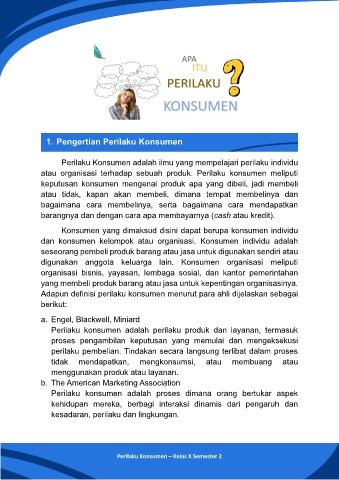 APA
ITU
PERILAKU
KONSUMEN
1. Pengertian Perilaku Konsumen
Perilaku Konsumen adalah ilmu yang mempelajari perilaku individu
atau organisasi terhadap sebuah produk. Perilaku konsumen meliputi
keputusan konsumen mengenai produk apa yang dibeli, jadi membeli
atau tidak, kapan akan membeli, dimana tempat membelinya dan
bagaimana cara membelinya, serta bagaimana cara mendapatkan
barangnya dan dengan cara apa membayarnya (cash atau kredit).
Konsumen yang dimaksud disini dapat berupa konsumen individu
dan konsumen kelompok atau organisasi. Konsumen individu adalah
seseorang pembeli produk barang atau jasa untuk digunakan sendiri atau
digunakan anggota keluarga lain. Konsumen organisasi meliputi
organisasi bisnis, yayasan, lembaga sosial, dan kantor pemerintahan
yang membeli produk barang atau jasa untuk kepentingan organisasinya.
Adapun definisi perilaku konsumen menurut para ahli dijelaskan sebagai
berikut:
a. Engel, Blackwell, Miniard
Perilaku konsumen adalah perilaku produk dan layanan, termasuk
proses pengambilan keputusan yang memulai dan mengeksekusi
perilaku pembelian. Tindakan secara langsung terlibat dalam proses
tidak mendapatkan, mengkonsumsi, atau membuang atau
menggunakan produk atau layanan.
b. The American Marketing Association
Perilaku konsumen adalah proses dimana orang bertukar aspek
kehidupan mereka, berbagi interaksi dinamis dari pengaruh dan
kesadaran, perilaku dan lingkungan.
Perilaku Konsumen – Kelas X Semester 2